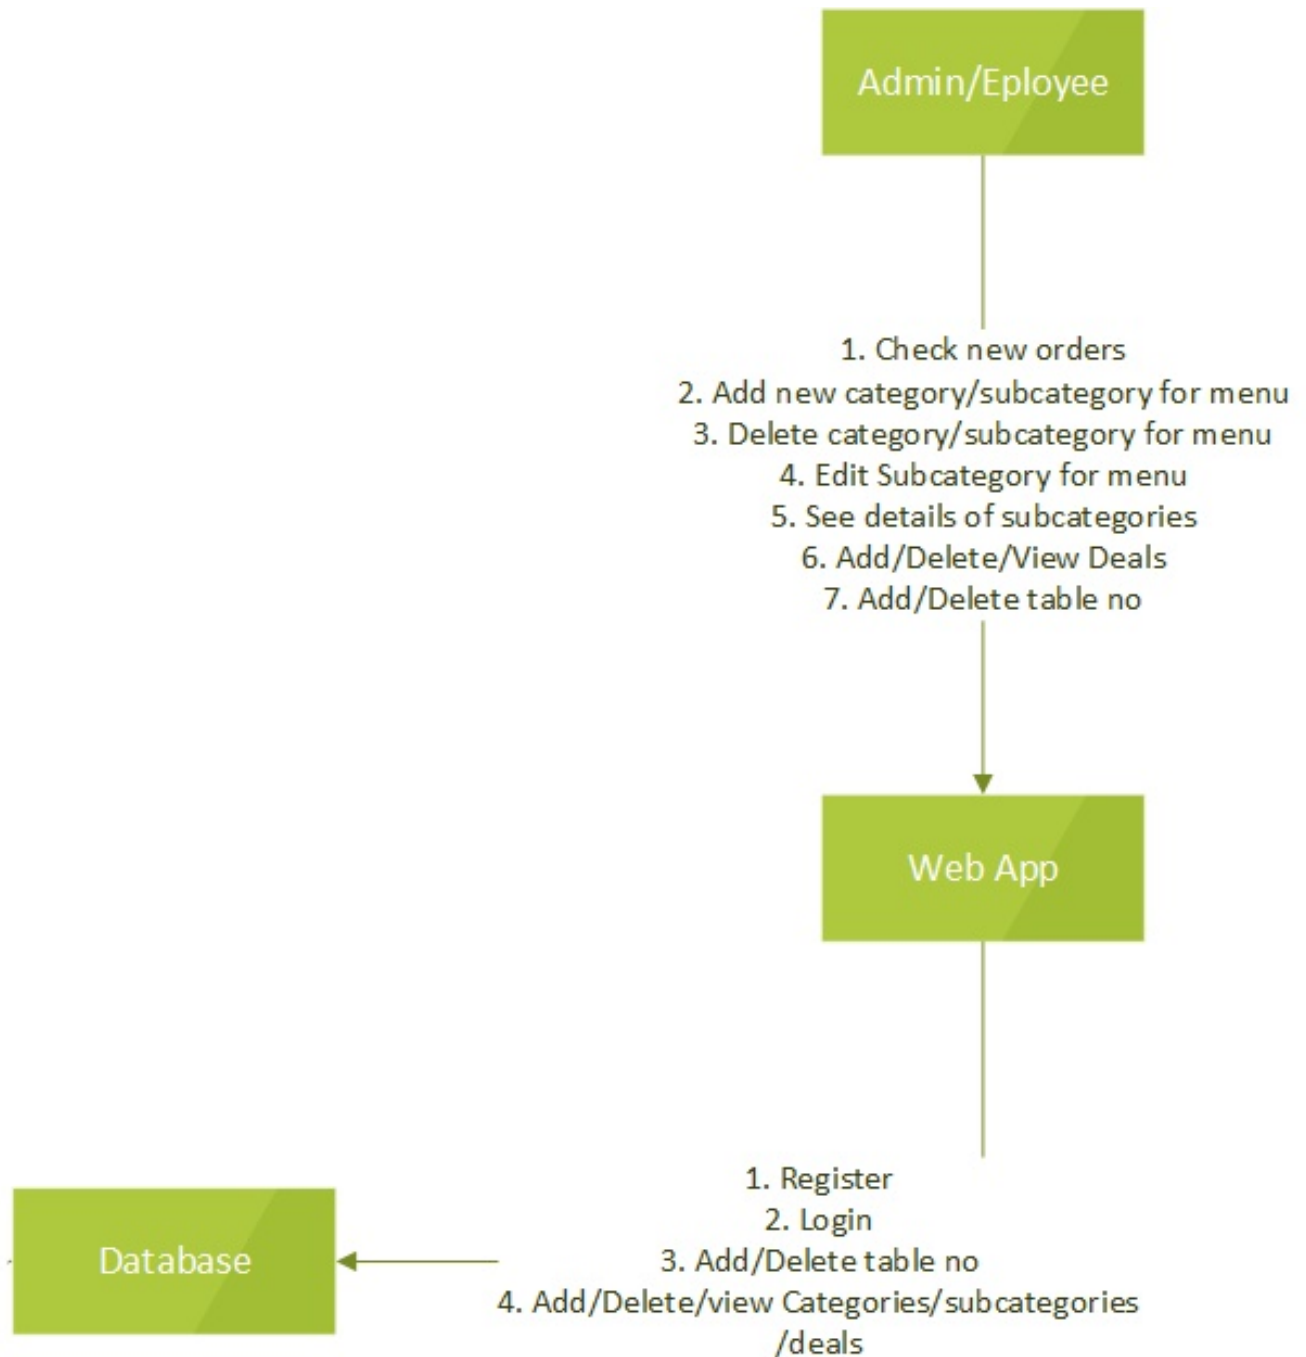 Admin/Eployee
1. Check new orders
2. Add new category/subcategory for menu
3. Delete category/subcategory for menu
4. Edit Subcategory for menu
5. See details of subcategories
6. Add/Delete/View Deals
7. Add/Delete table no
Web App
1. Register
2. Login
3. Add/Delete table no
4. Add/Delete/view Categories/subcategories
/deals
Database